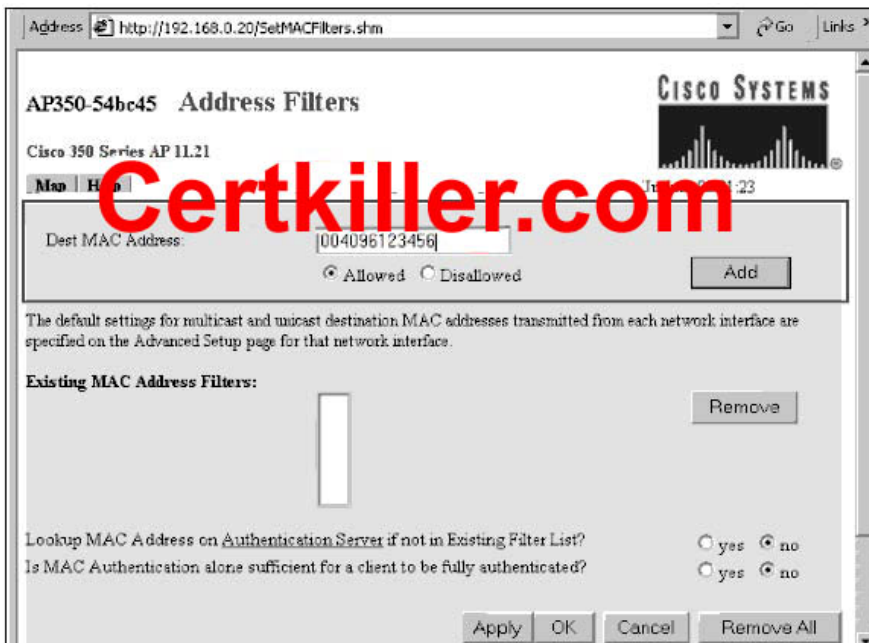 Address http://192.168.0.20/SetMACFilters.shm Go Links »
AP350-54bc45 Address Filters
CISCO SYSTEMS
Cisco 350 Series AP 11.21
Map Help
Certkiller.com
:23
Dest MAC Address: 004096123456
Allowed Disallowed
Add
The default settings for multicast and unicast destination MAC addresses transmitted from each network interface are
specified on the Advanced Setup page for that network interface.
Existing MAC Address Filters:
Remove
Lookup MAC Address on Authentication Server if not in Existing Filter List? yes no
Is MAC Authentication alone sufficient for a client to be fully authenticated? yes no
Apply OK Cancel Remove All